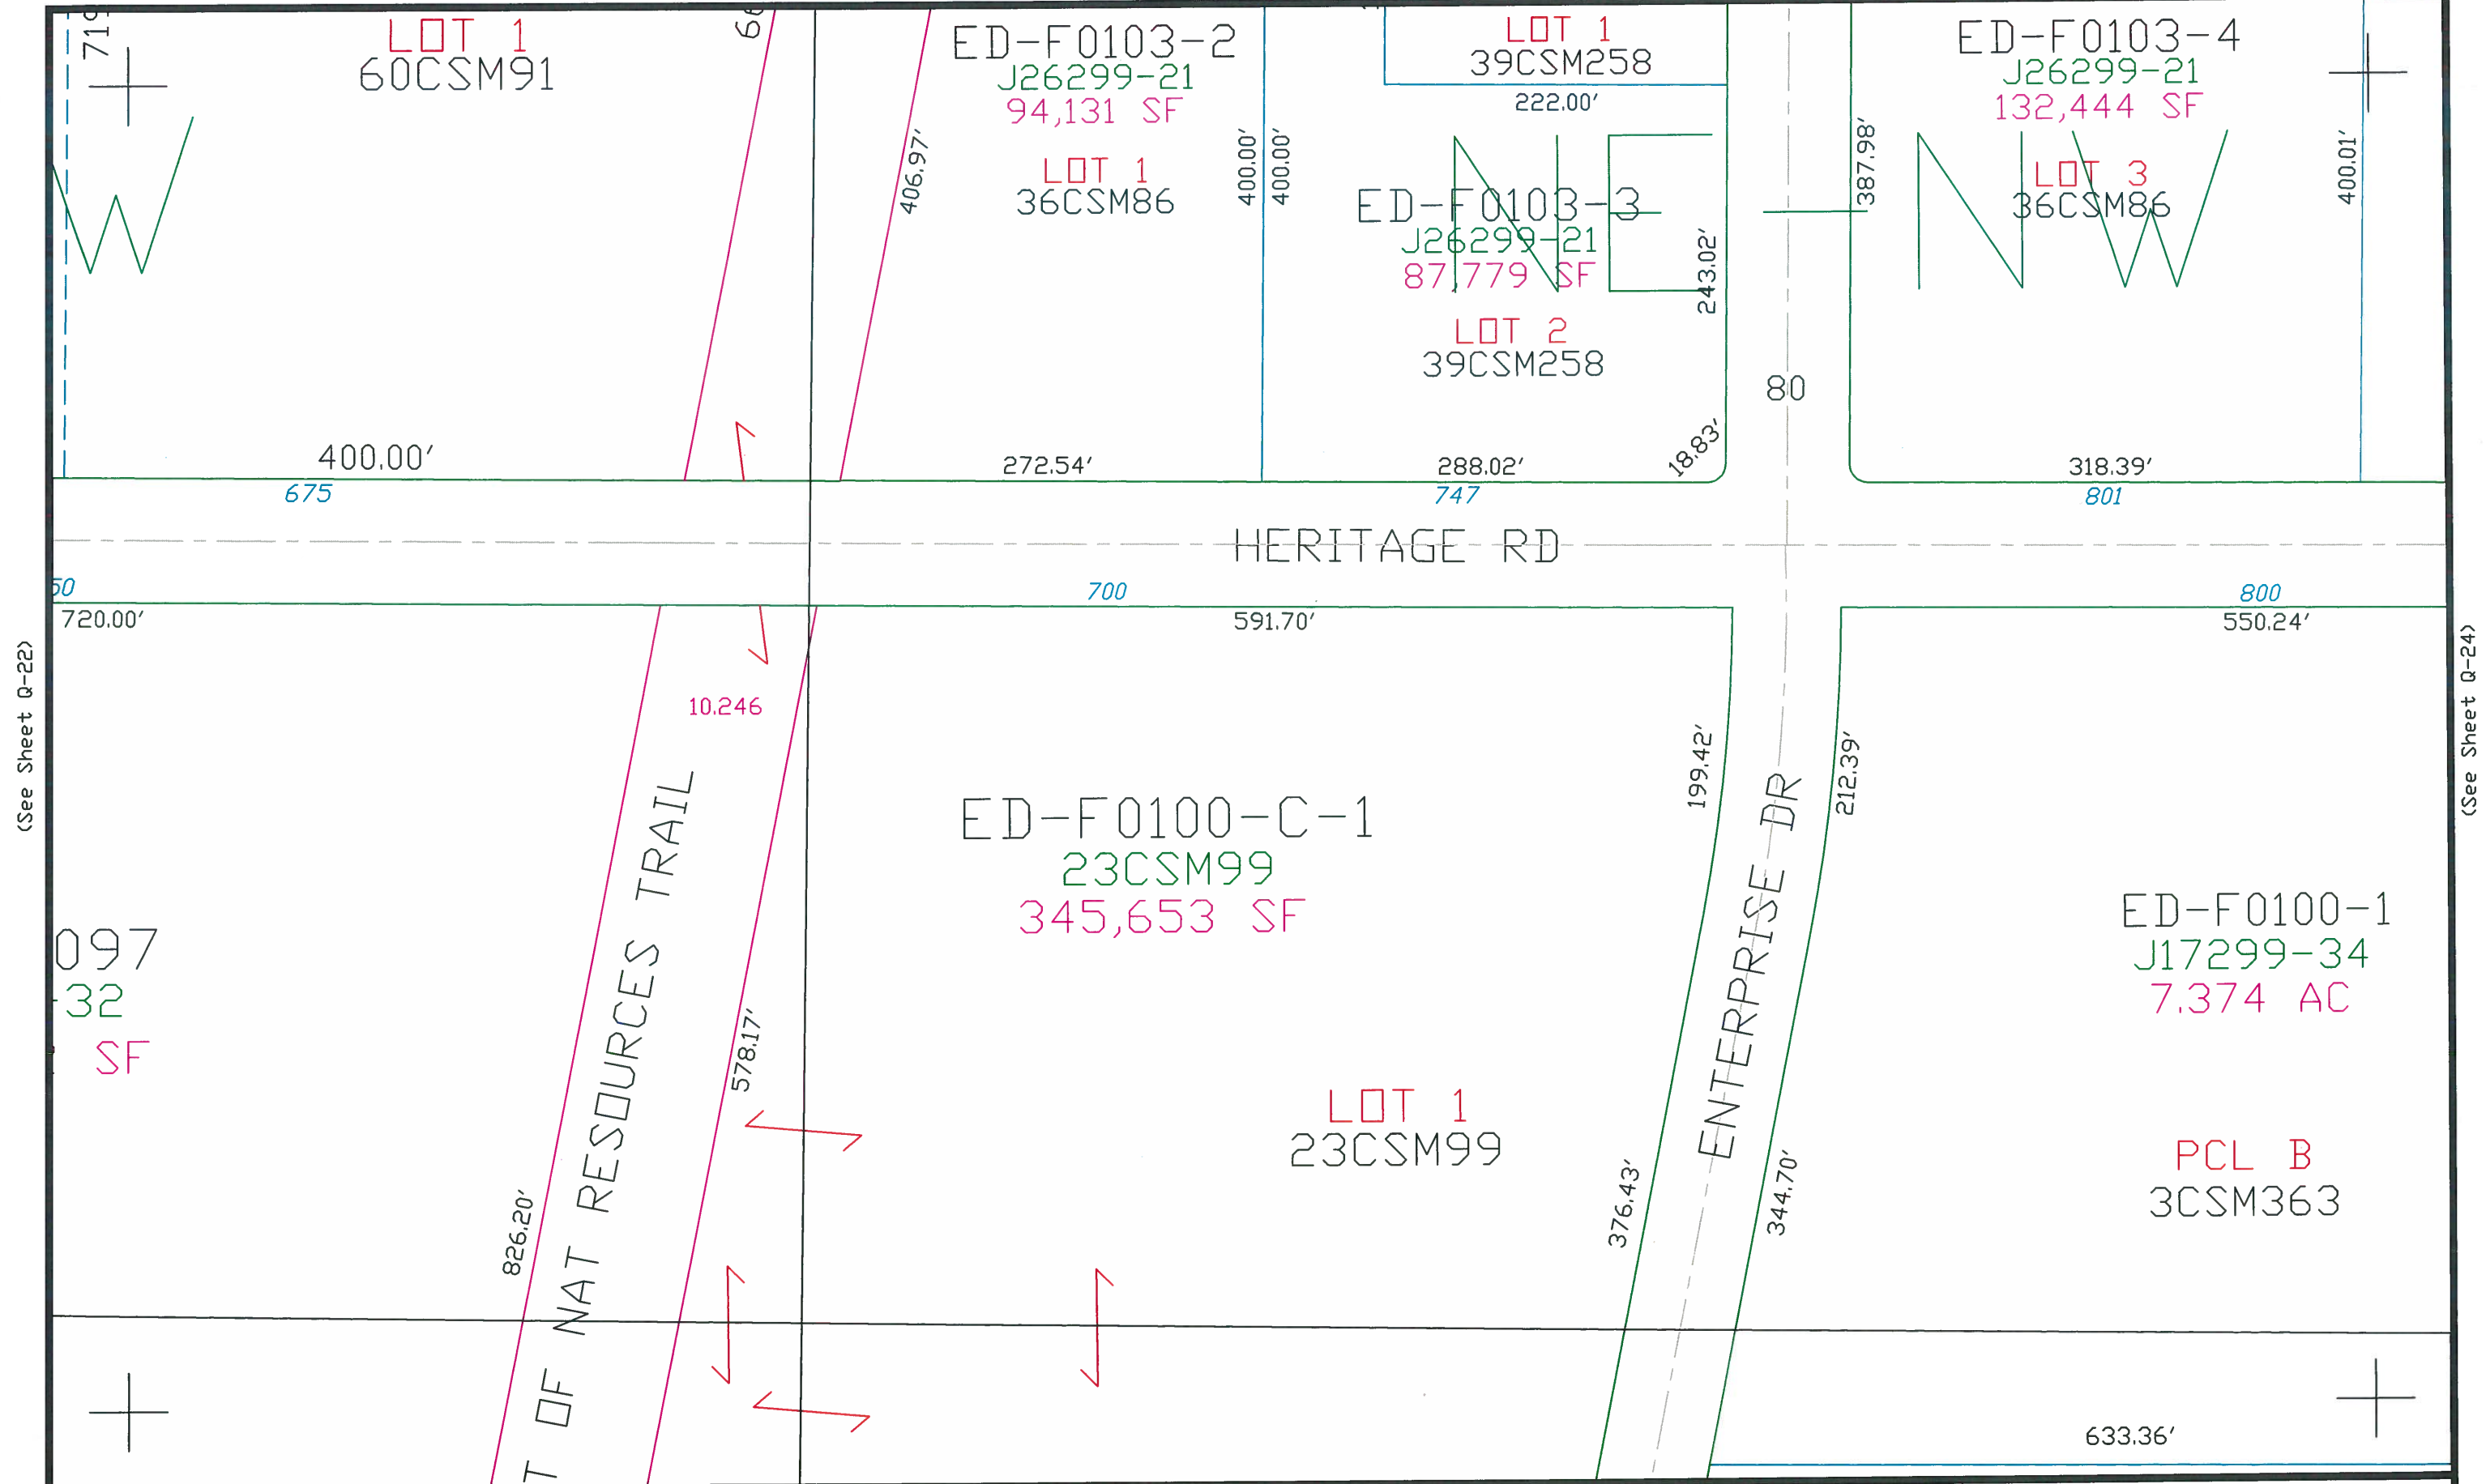 LOT 1
60CSM91
ED-F0103-2
J26299-21
94,131 SF
LOT 1
36CSM86
406.97'
400.00'
400.00'
LOT 1
39CSM258
222.00'
NE
ED-F0103-3
J26299-21
87,779 SF
LOT 2
39CSM258
243.02'
18.83'
80
387.98'
ED-F0103-4
J26299-21
132,444 SF
LOT 3
36CSM86
NW
400.01'
W
400.00'
272.54'
288.02'
318.39'
675
747
801
HERITAGE RD
50
700
800
720.00'
591.70'
550.24'
(See Sheet Q-22)
(See Sheet Q-24)
10.246
T OF NAT RESOURCES TRAIL
826.20'
578.17'
097
-32
SF
ED-F0100-C-1
23CSM99
345,653 SF
LOT 1
23CSM99
199.42'
212.39'
ENTERPRISE DR
376.43'
344.70'
ED-F0100-1
J17299-34
7.374 AC
PCL B
3CSM363
633.36'